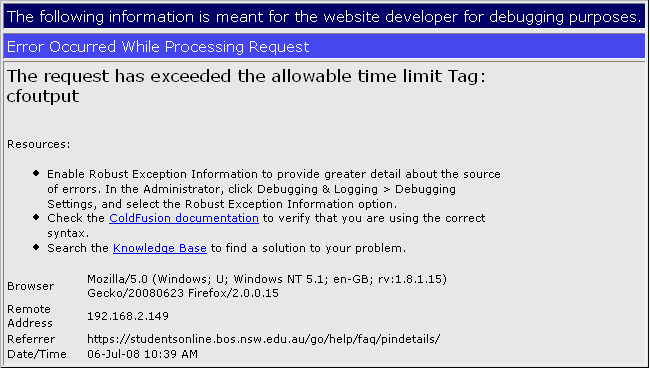 The following information is meant for the website developer for debugging purposes.
Error Occurred While Processing Request
The request has exceeded the allowable time limit Tag:
cfoutput
Resources:
• Enable Robust Exception Information to provide greater detail about the source
of errors. In the Administrator, click Debugging & Logging > Debugging
Settings, and select the Robust Exception Information option.
• Check the ColdFusion documentation to verify that you are using the correct
syntax.
• Search the Knowledge Base to find a solution to your problem.
Browser Mozilla/5.0 (Windows; U; Windows NT 5.1; en-GB; rv:1.8.1.15)
Gecko/20080623 Firefox/2.0.0.15
Remote
Address 192.168.2.149
Referrer https://studentsonline.bos.nsw.edu.au/go/help/faq/pindetails/
Date/Time 06-Jul-08 10:39 AM